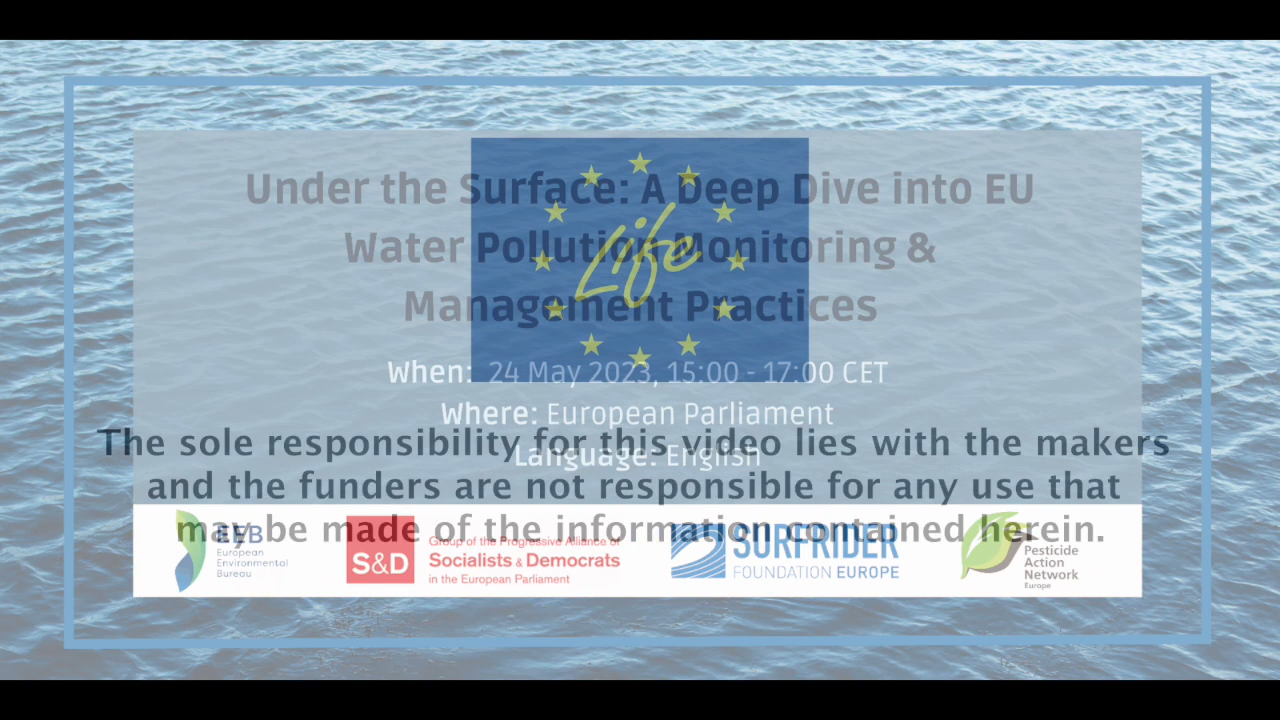 Under the Surface: A Deep Dive into EU
Water Pollution Monitoring &
Management Practices
Life
When: 24 May 2023, 15:00 - 17:00 CET
Where: European Parliament
Language: English
The sole responsibility for this video lies with the makers
and the funders are not responsible for any use that
may be made of the information contained herein.
EEB
European
Environmental
Bureau
S&D
Group of the Progressive Alliance of
Socialists & Democrats
in the European Parliament
SURFRIDER
FOUNDATION EUROPE
Pesticide
Action
Network
Europe